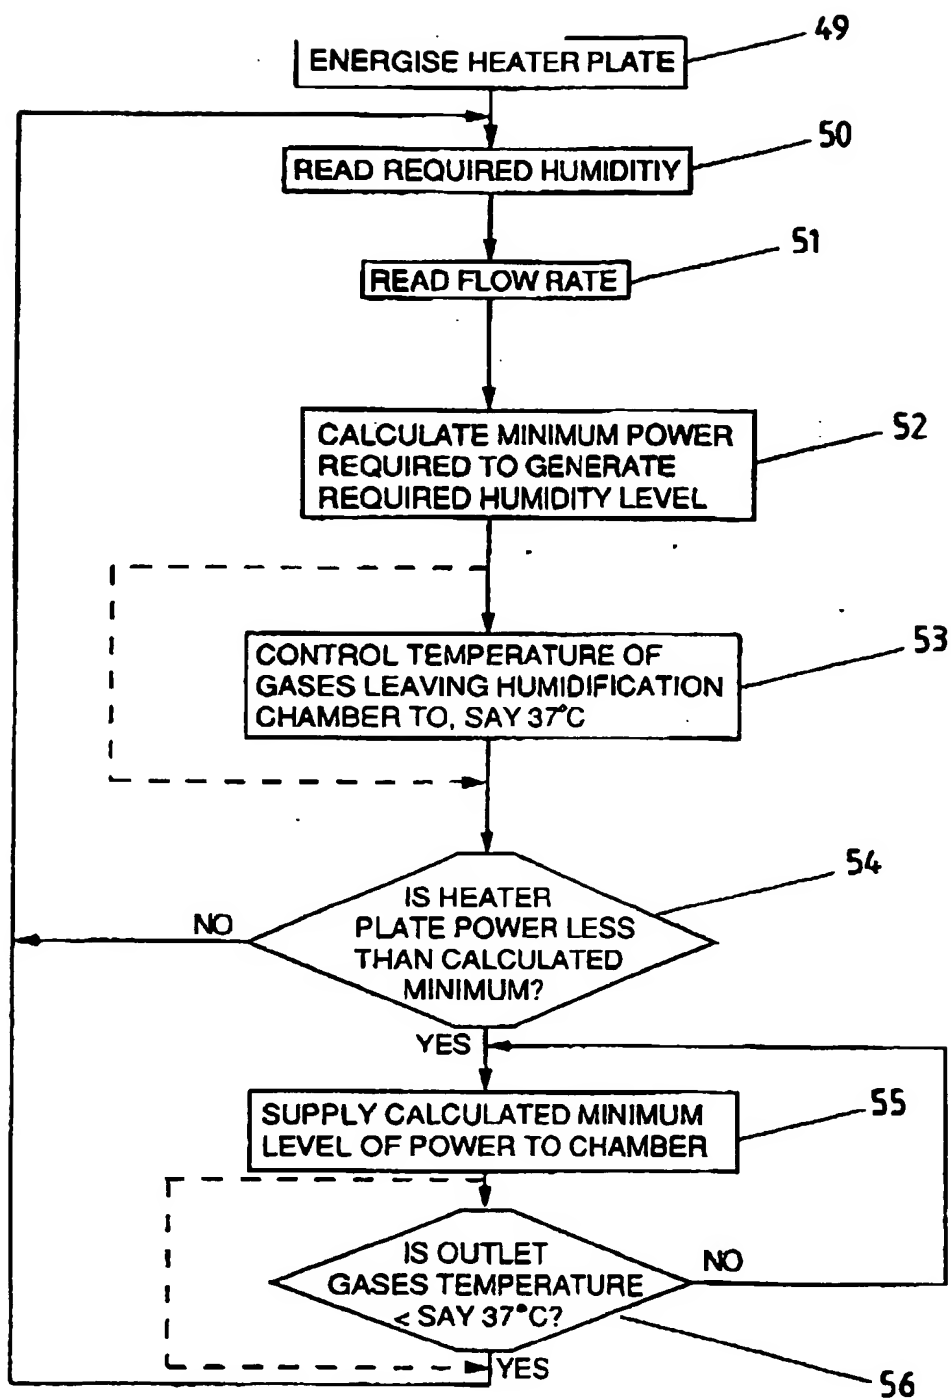 49
ENERGISE HEATER PLATE
50
READ REQUIRED HUMIDITIY
51
READ FLOW RATE
52
CALCULATE MINIMUM POWER
REQUIRED TO GENERATE
REQUIRED HUMIDITY LEVEL
53
CONTROL TEMPERATURE OF
GASES LEAVING HUMIDIFICATION
CHAMBER TO, SAY 37°C
54
IS HEATER
PLATE POWER LESS
THAN CALCULATED
MINIMUM?
NO
YES
55
SUPPLY CALCULATED MINIMUM
LEVEL OF POWER TO CHAMBER
IS OUTLET
GASES TEMPERATURE
< SAY 37°C?
NO
YES
56